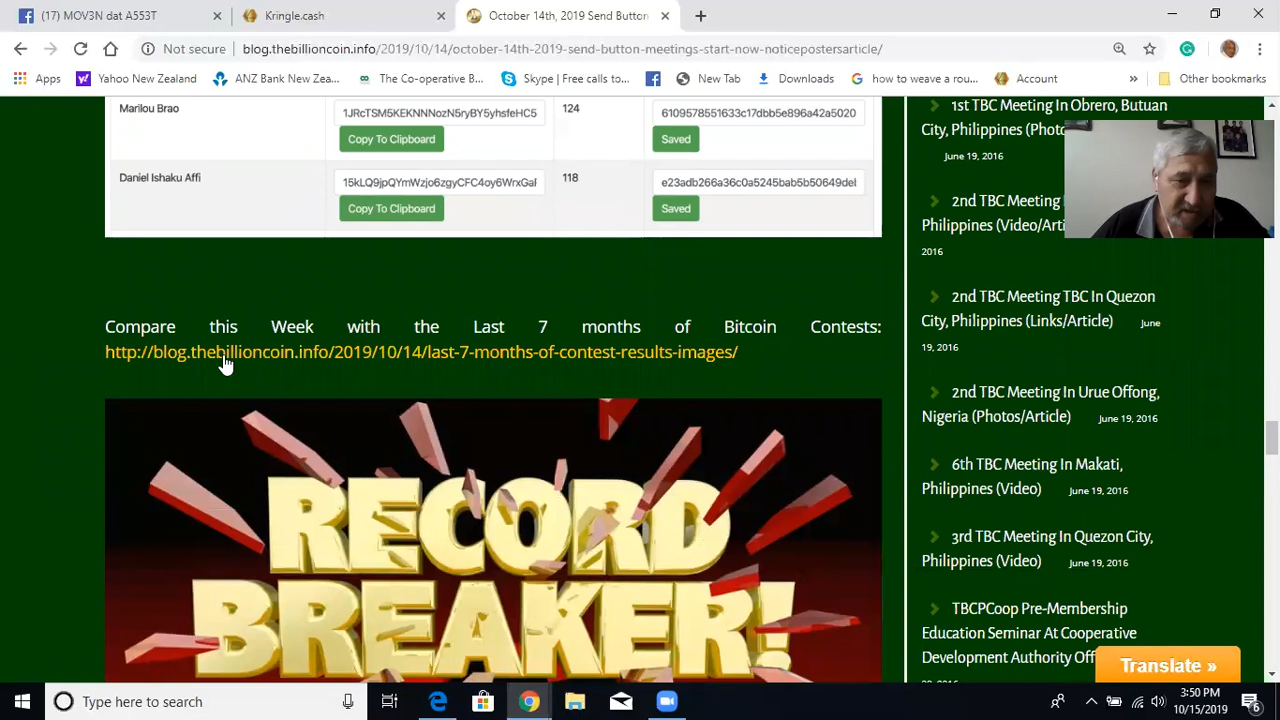 (17) MOV3N dat A553T
Kringle.cash
October 14th, 2019 Send Button
Not secure
blog.thebillioncoin.info/2019/10/14/october-14th-2019-send-button-meetings-start-now-noticepostersarticle/
Apps
Yahoo New Zealand
ANZ Bank New Zea...
The Co-operative B...
Skype | Free calls to...
New Tab
Downloads
how to weave a rou...
Account
»
Other bookmarks
Marilou Brao
1JRcTSM5KEKNNNozN5ryBY5yhsfeHC5
124
6109578551633c17dbb5e896a42a5020
Copy To Clipboard
Saved
Daniel Ishaku Affi
15kLQ9jpQYmWzjo6zgyCFC4oy6WrxGaF
118
e23adb266a36c0a5245bab5b50649del
Copy To Clipboard
Saved
Compare this Week with the Last 7 months of Bitcoin Contests:
http://blog.thebillioncoin.info/2019/10/14/last-7-months-of-contest-results-images/
RECORD
BREAKER!
1st TBC Meeting In Obrero, Butuan
City, Philippines (Photo
June 19, 2016
2nd TBC Meeting
Philippines (Video/Arti
2016
2nd TBC Meeting TBC In Quezon
City, Philippines (Links/Article) June
19, 2016
2nd TBC Meeting In Urue Offong,
Nigeria (Photos/Article) June 19, 2016
6th TBC Meeting In Makati,
Philippines (Video) June 19, 2016
3rd TBC Meeting In Quezon City,
Philippines (Video) June 19, 2016
TBCPCoop Pre-Membership
Education Seminar At Cooperative
Development Authority Off
Translate »
Type here to search
3:50 PM
10/15/2019
6